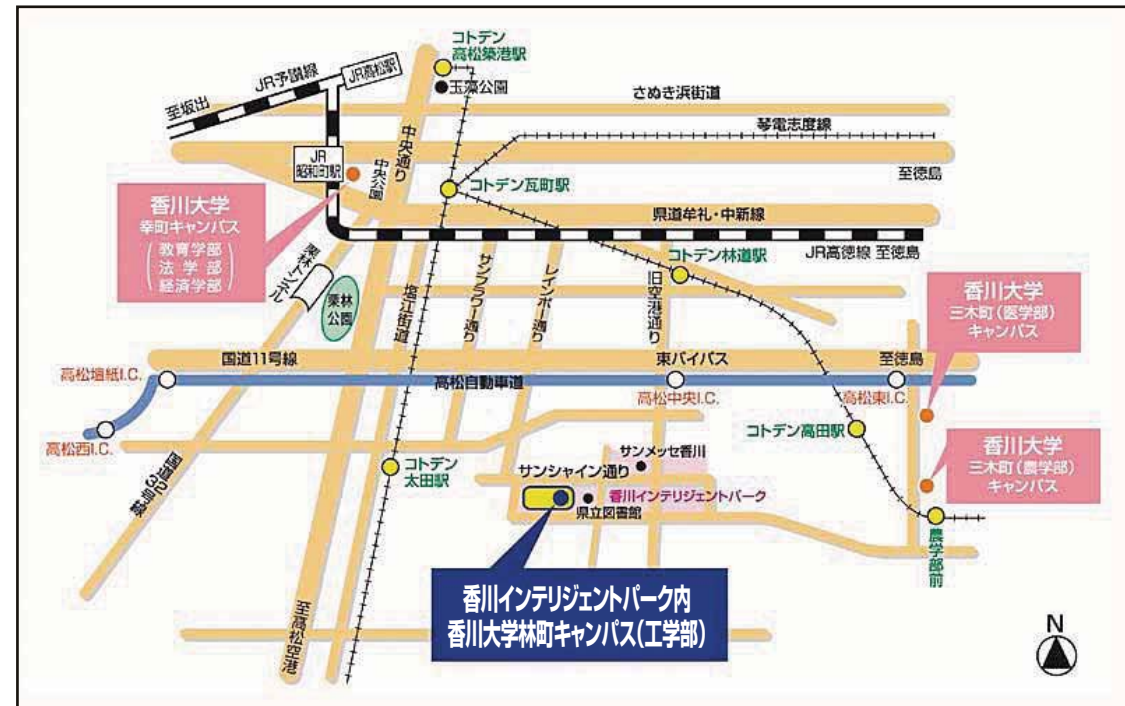 コトデン
高松築港駅
玉藻公園
JR予讃線
JR高松駅
至坂出
さぬき浜街道
琴電志度線
至徳島
中央通り
中央公園
JR
昭和町駅
コトデン瓦町駅
香川大学
幸町キャンパス
教育学部
法学部
経済学部
県道牟礼・中新線
JR高徳線 至徳島
コトデン林道駅
栗林トンネル
栗林
公園
塩江街道
サンフラワー通り
レインボー通り
旧空港通り
香川大学
三木町(医学部)
キャンパス
国道11号線
東バイパス
至徳島
高松檀紙I.C.
高松自動車道
高松中央I.C.
高松東I.C.
高松西I.C.
国道32号線
コトデン
太田駅
コトデン高田駅
香川大学
三木町(農学部)
キャンパス
サンメッセ香川
サンシャイン通り
香川インテリジェントパーク
県立図書館
農学部前
香川インテリジェントパーク内
香川大学林町キャンパス(工学部)
至高松空港
N